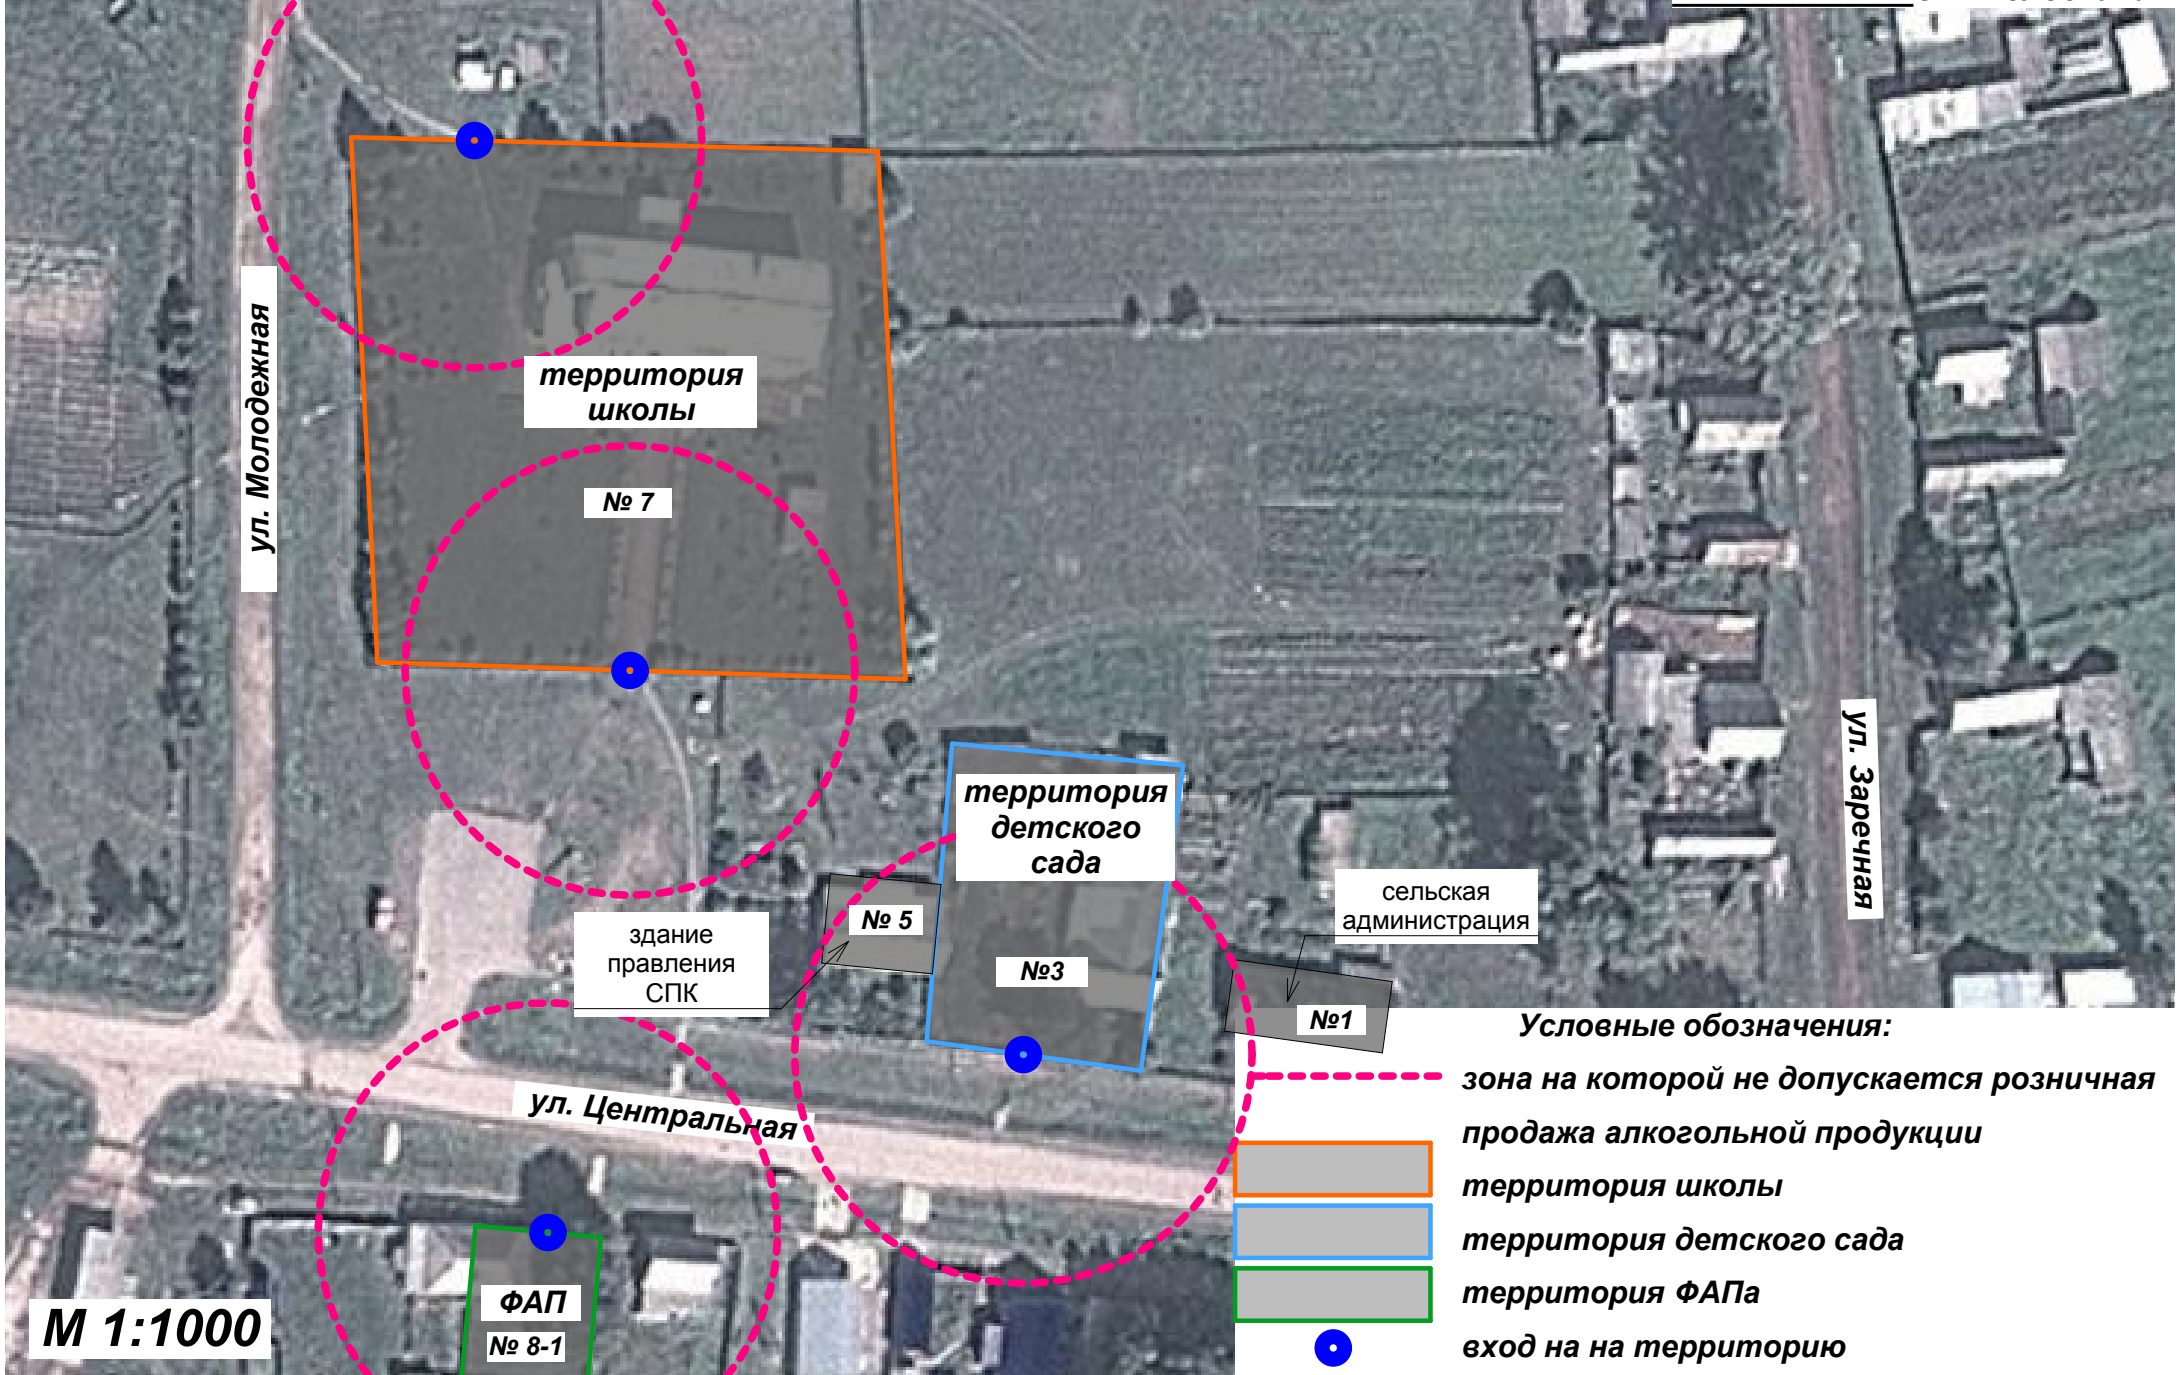 ул. Молодежная
территория
школы
№ 7
территория
детского
сада
№ 5
№3
здание
правления
СПК
сельская
администрация
№1
ул. Заречная
ул. Центральная
ФАП
№ 8-1
М 1:1000
Условные обозначения:
зона на которой не допускается розничная
продажа алкогольной продукции
территория школы
территория детского сада
территория ФАПа
вход на на территорию